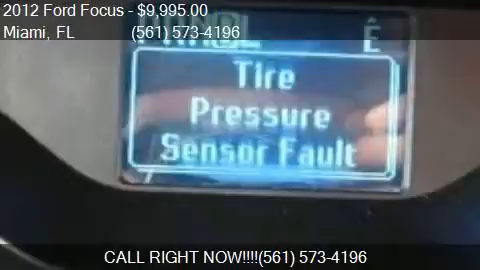 2012 Ford Focus - $9,995.00
Miami, FL (561) 573-4196
Ê
Tire
Pressure
Sensor Fault
CALL RIGHT NOW!!!!(561) 573-4196